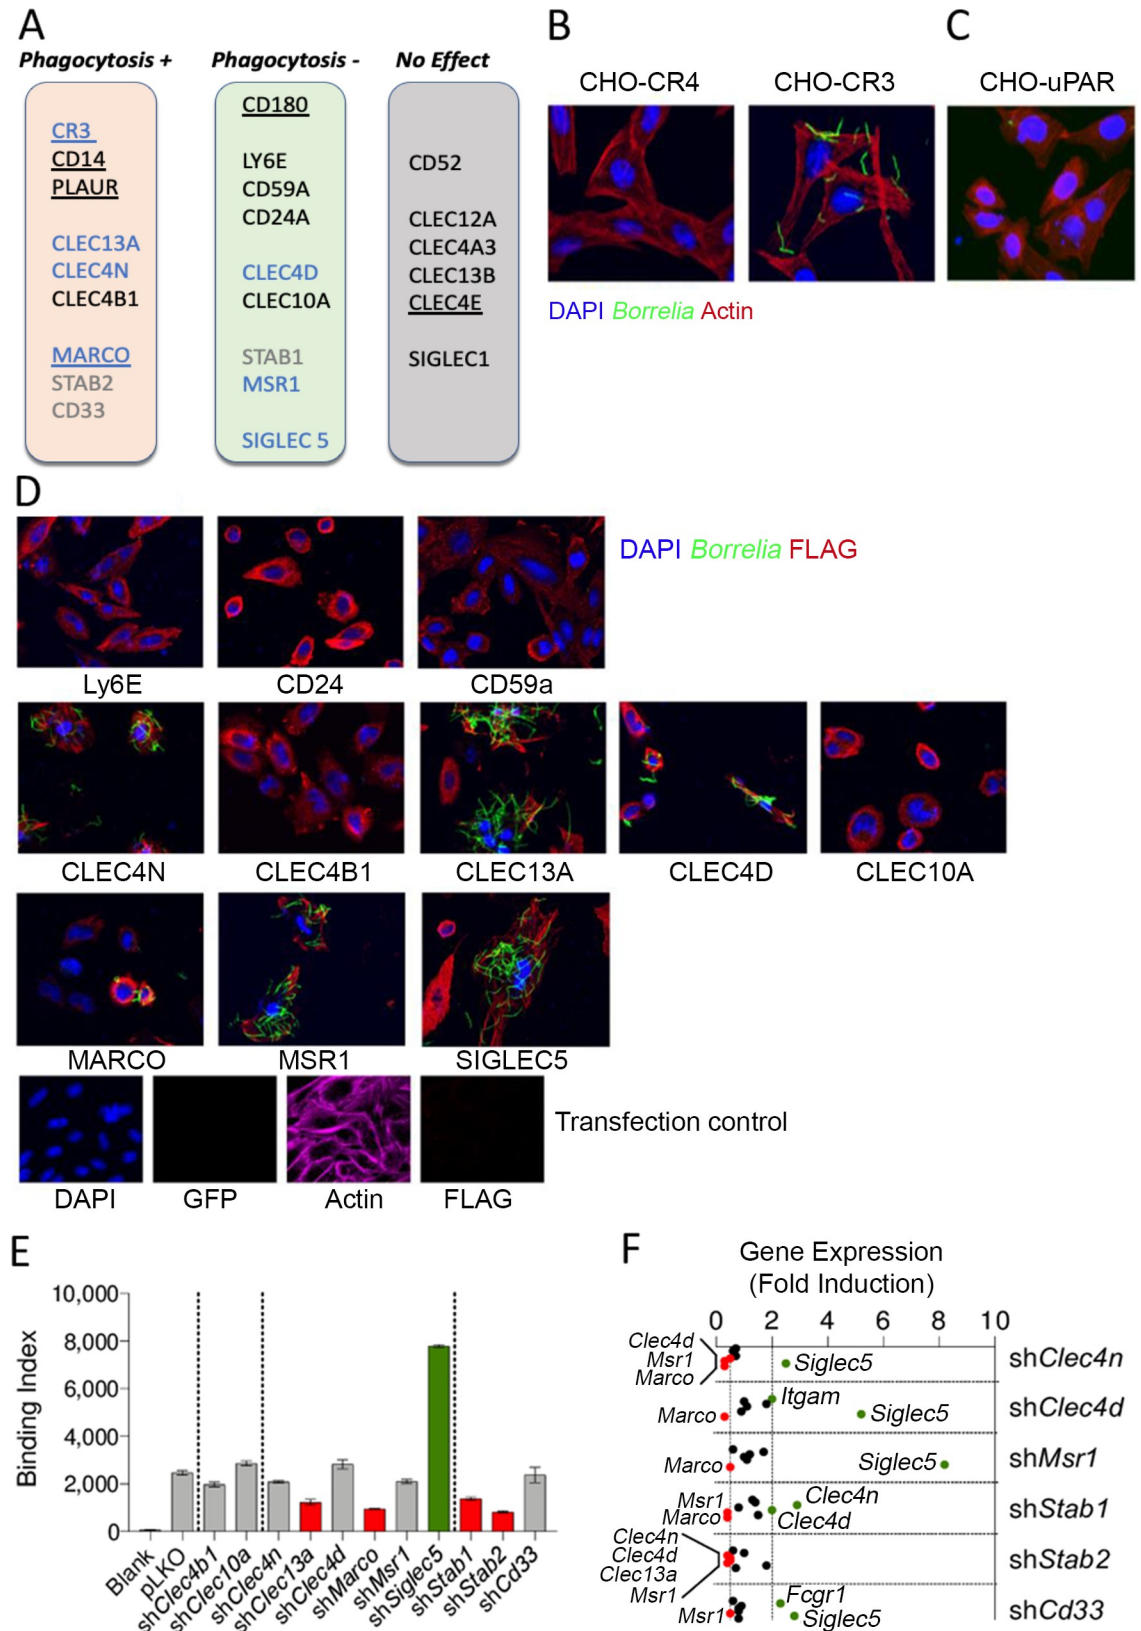 A
Phagocytosis +
Phagocytosis -
No Effect
CR3
CD14
PLAUR
CLEC13A
CLEC4N
CLEC4B1
MARCO
STAB2
CD33
CD180
LY6E
CD59A
CD24A
CLEC4D
CLEC10A
STAB1
MSR1
SIGLEC 5
CD52
CLEC12A
CLEC4A3
CLEC13B
CLEC4E
SIGLEC1
B
CHO-CR4
CHO-CR3
DAPI Borrelia Actin
C
CHO-uPAR
D
DAPI Borrelia FLAG
Ly6E
CD24
CD59a
CLEC4N
CLEC4B1
CLEC13A
CLEC4D
CLEC10A
MARCO
MSR1
SIGLEC5
Transfection control
DAPI
GFP
Actin
FLAG
E
Binding Index
10,000
8,000
6,000
4,000
2,000
0
Blank
pLKO
shClec4b1
shClec10a
shClec4n
shClec13a
shClec4d
shMarco
shMsr1
shSiglec5
shStab1
shStab2
shCd33
F
Gene Expression
(Fold Induction)
0 2 4 6 8 10
Clec4d
Msr1
Marco
Siglec5
shClec4n
Marco
Itgam
Siglec5
shClec4d
Marco
Siglec5
shMsr1
Msr1
Marco
Clec4n
Clec4d
shStab1
Clec4n
Clec4d
Clec13a
Msr1
shStab2
Msr1
Fcgr1
Siglec5
shCd33